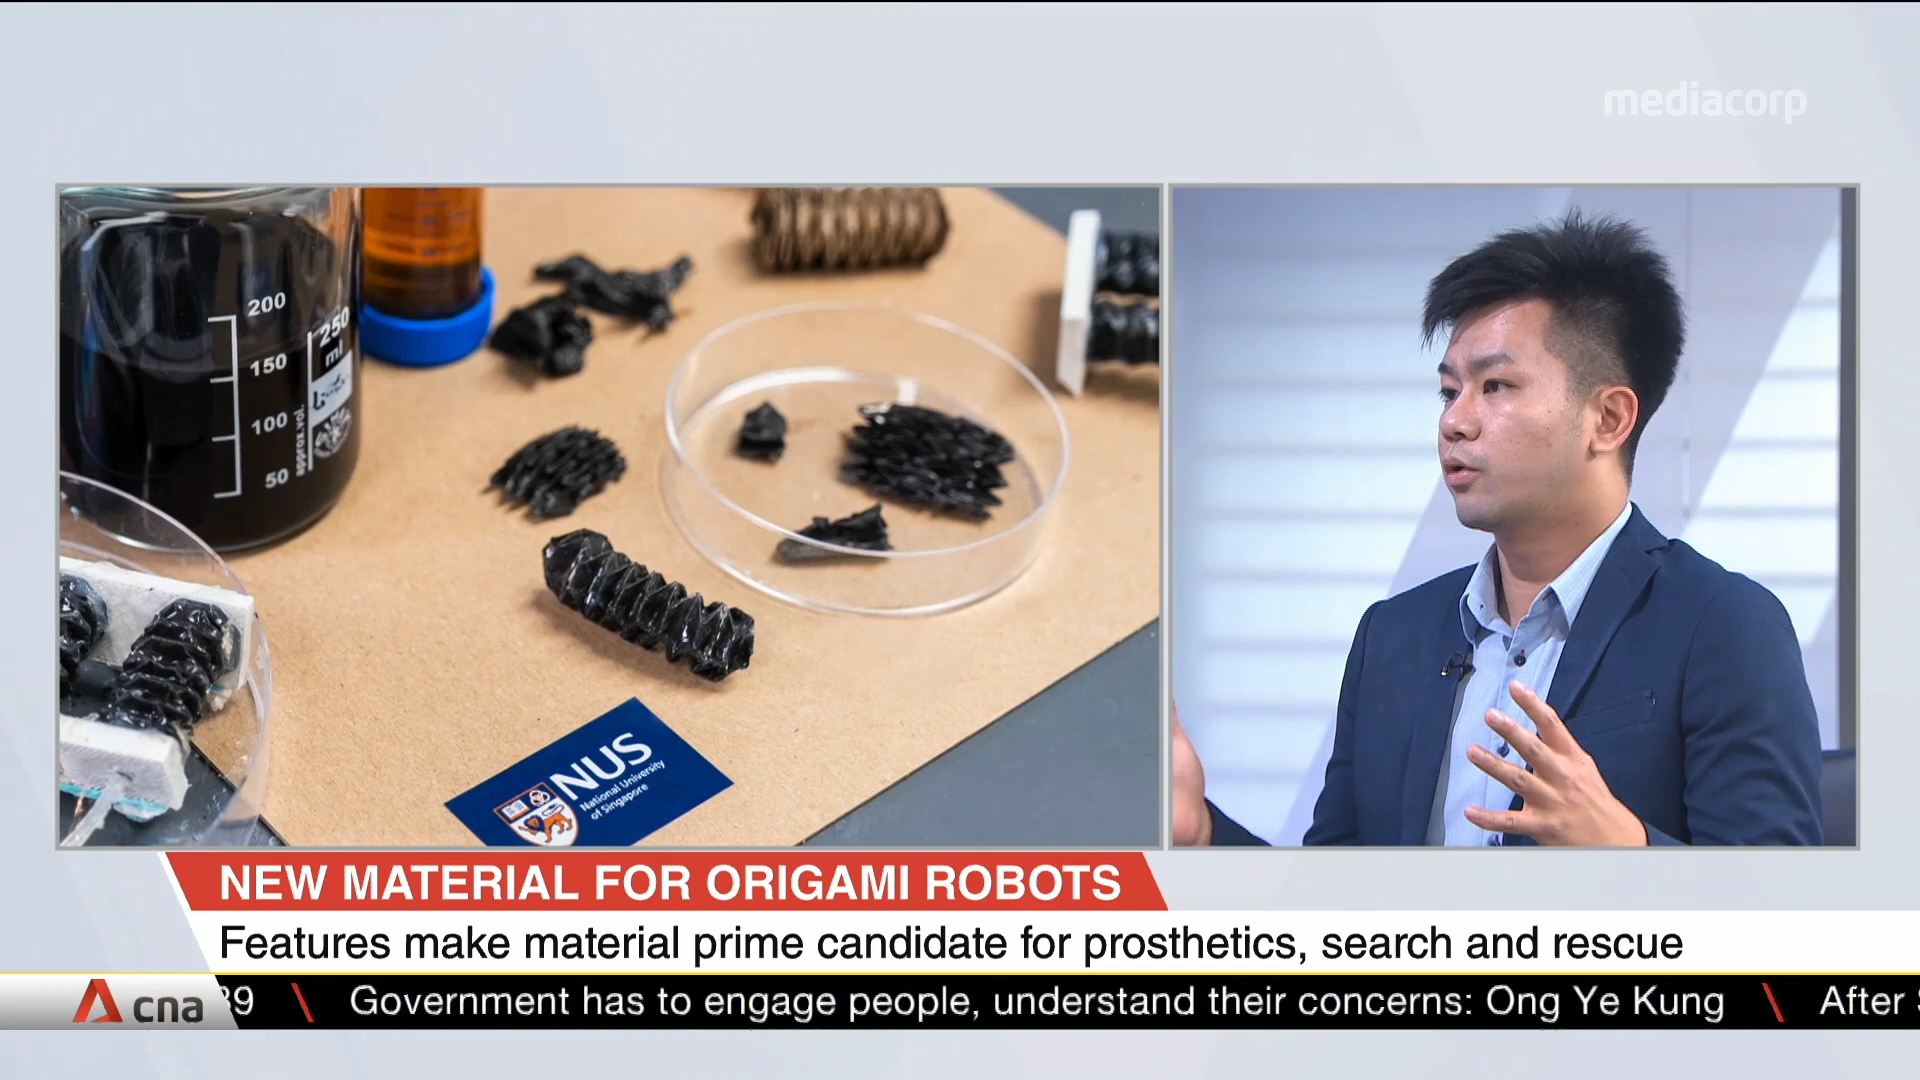 mediacorp
200
250
ml
150
100
50
approx.vol.
NUS
National University
of Singapore
NEW MATERIAL FOR ORIGAMI ROBOTS
Features make material prime candidate for prosthetics, search and rescue
cna 39 \ Government has to engage people, understand their concerns: Ong Ye Kung \ After